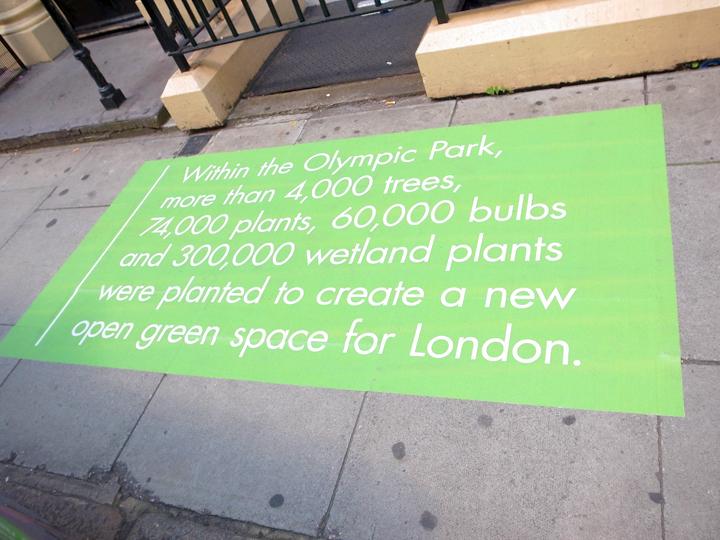 Within the Olympic Park,
more than 4,000 trees,
74,000 plants, 60,000 bulbs
and 300,000 wetland plants
were planted to create a new
open green space for London.